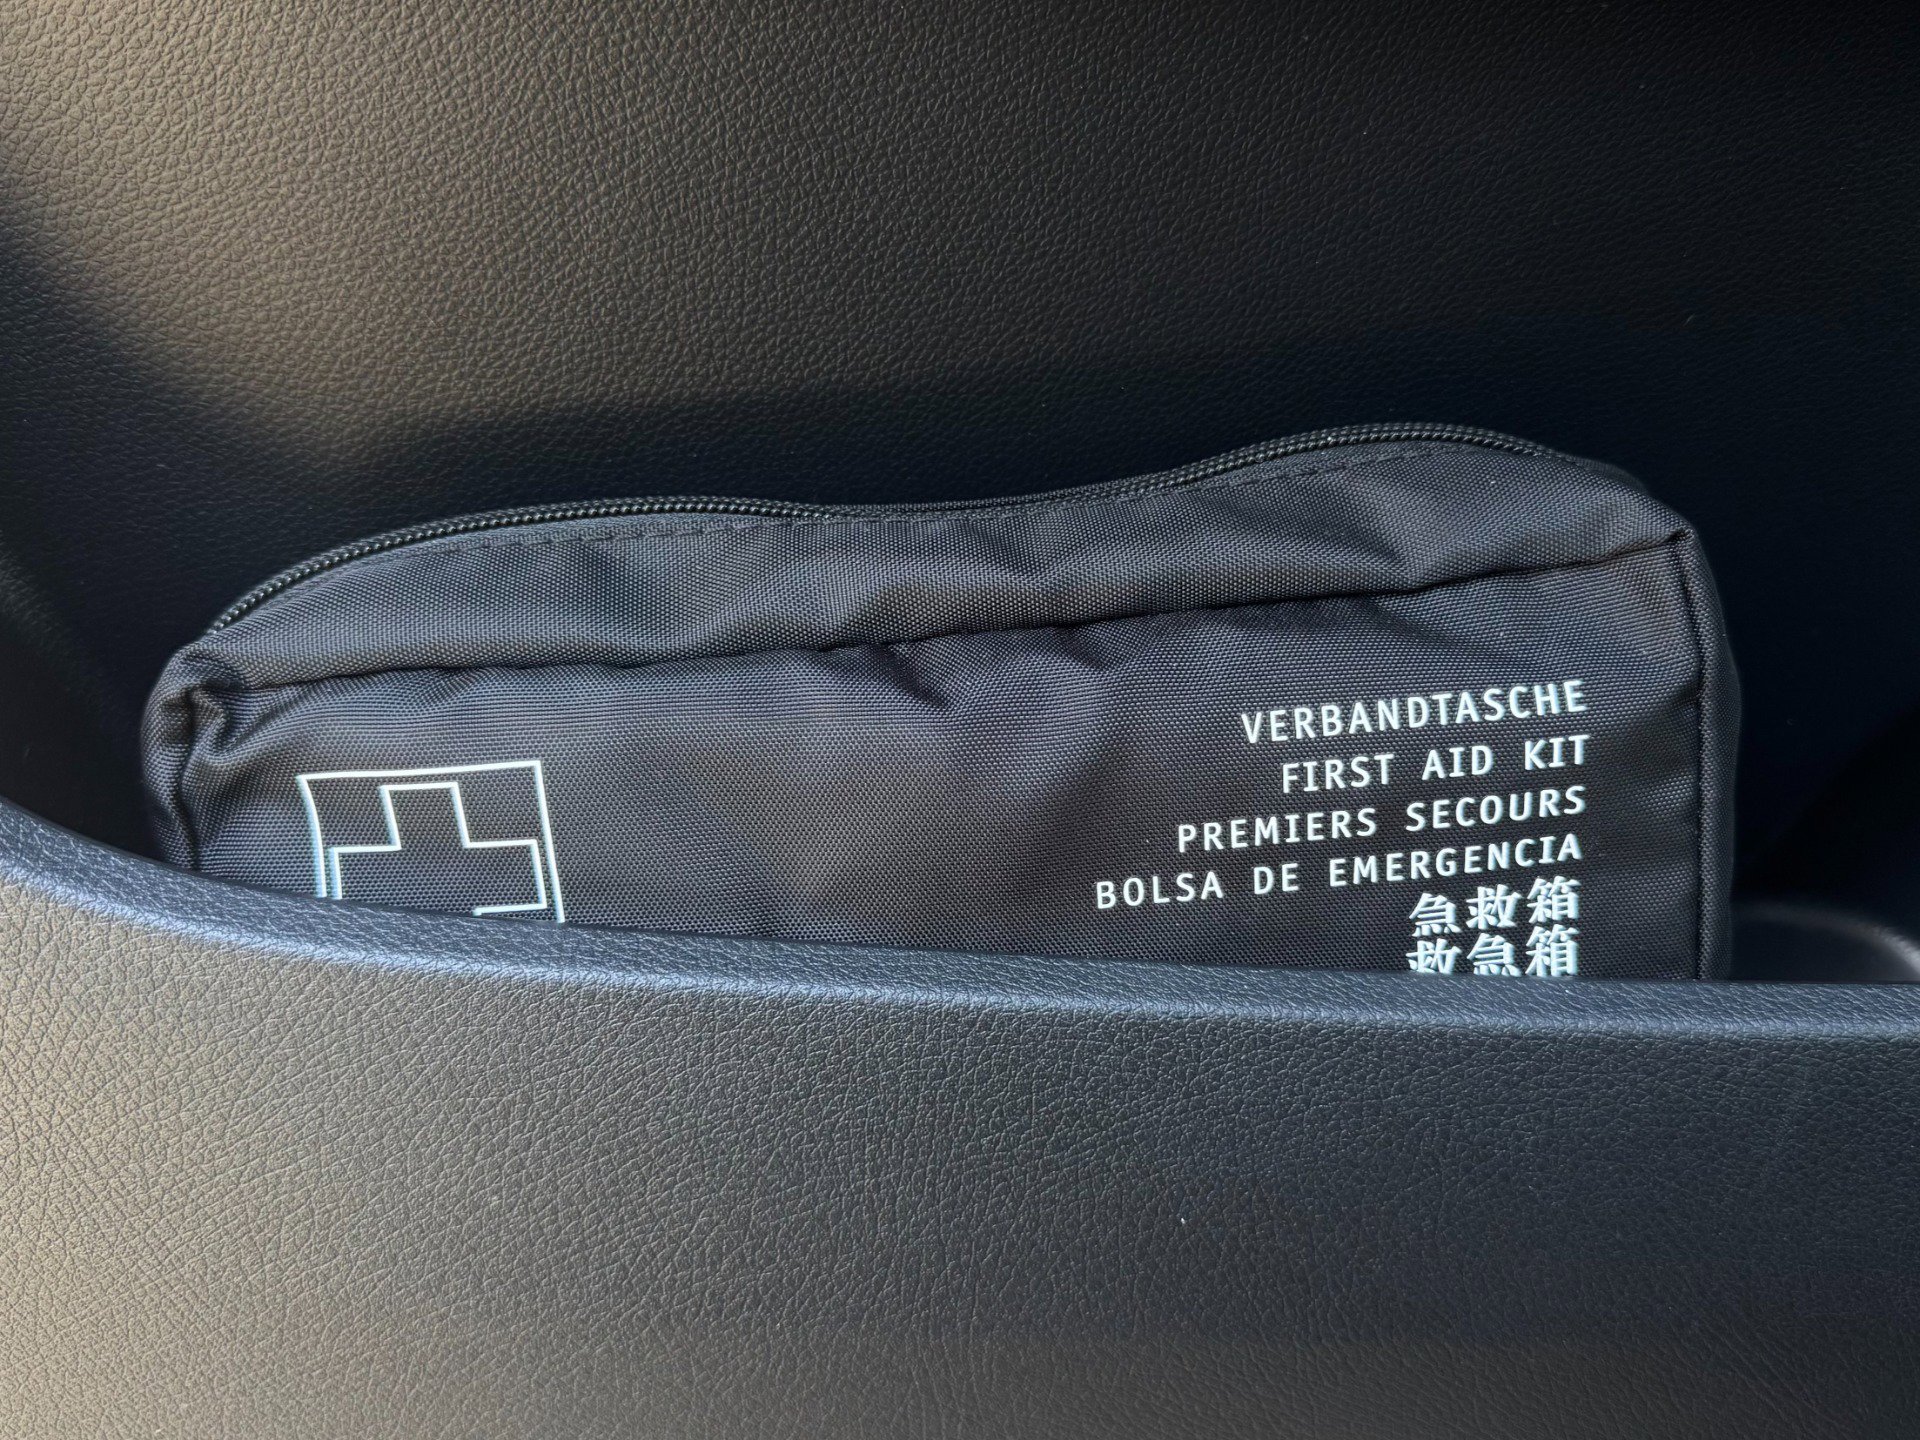 VERBANDTASCHE
FIRST AID KIT
PREMIERS SECOURS
BOLSA DE EMERGENCIA
急救箱
救急箱